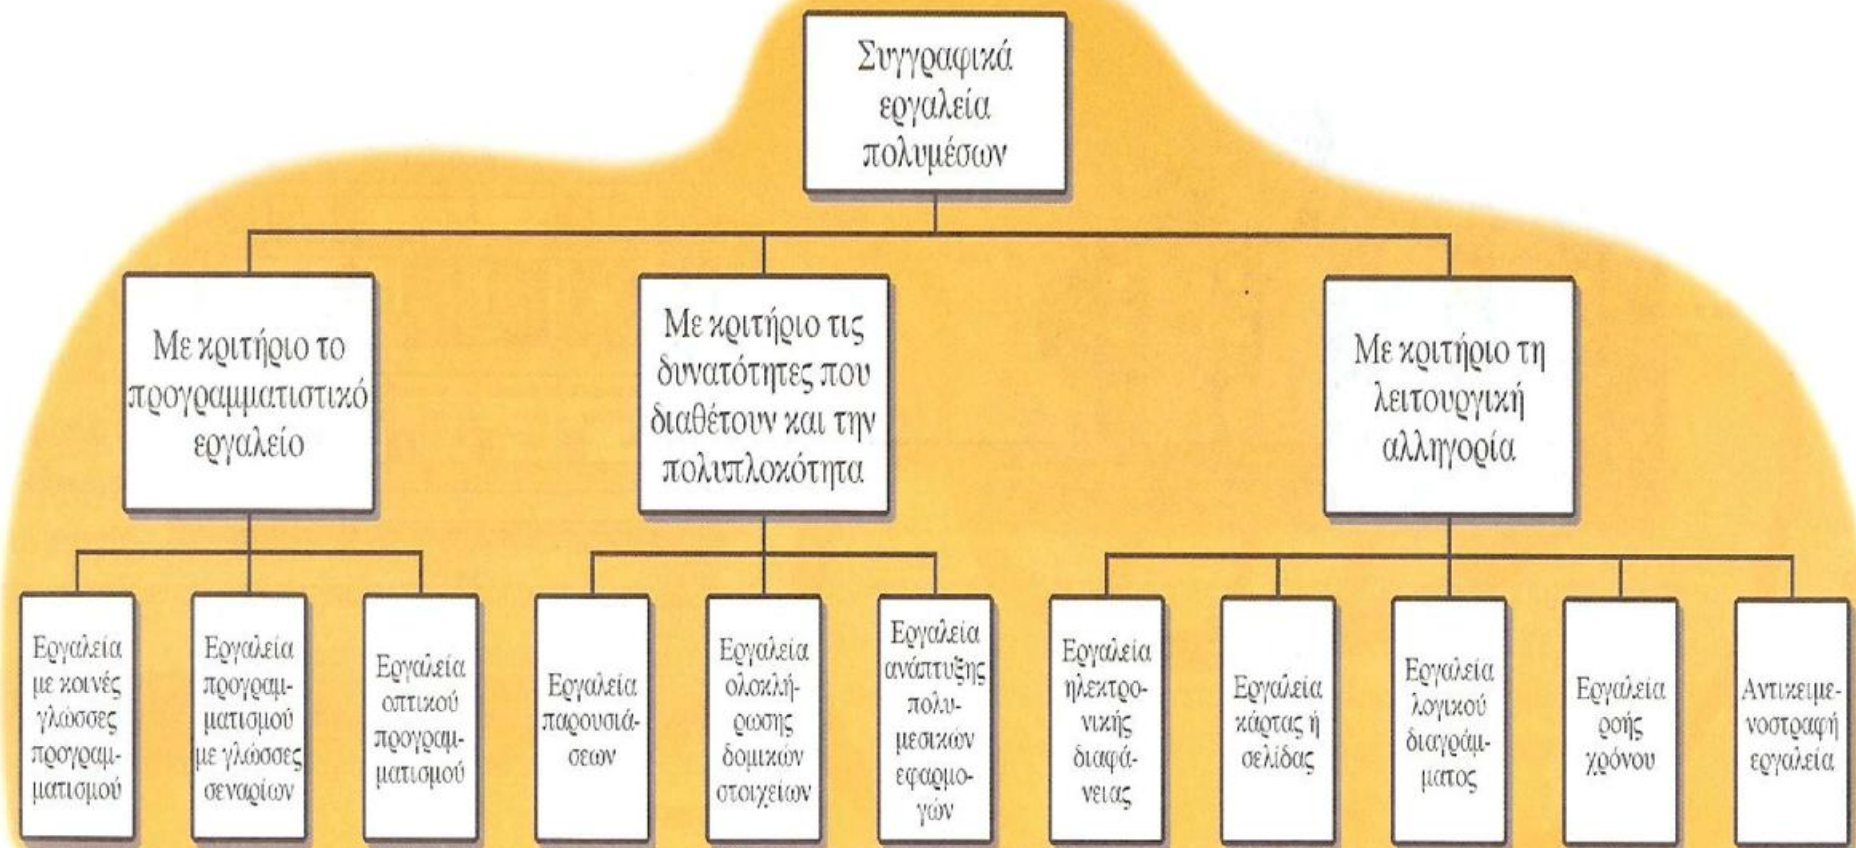 Συγγραφικά
εργαλεία
πολυμέσων
Με κριτήριο το
προγραμματιστικό
εργαλείο
Με κριτήριο τις
δυνατότητες που
διαθέτουν και την
πολυπλοκότητα
Με κριτήριο τη
λειτουργική
αλληγορία
Εργαλεία
με κοινές
γλώσσες
προγραμ-
ματισμού
Εργαλεία
προγραμ-
ματισμού
με γλώσσες
σεναρίων
Εργαλεία
οπτικού
προγραμ-
ματισμού
Εργαλεία
παρουσιά-
σεων
Εργαλεία
ολοκλή-
ρωσης
δομικών
στοιχείων
Εργαλεία
ανάπτυξης
πολυ-
μεσικών
εφαρμο-
γών
Εργαλεία
ηλεκτρο-
νικής
διαφά-
νειας
Εργαλεία
κάρτας ή
σελίδας
Εργαλεία
λογικού
διαγράμ-
ματος
Εργαλεία
ροής
χρόνου
Αντικειμε-
νοστραφή
εργαλεία